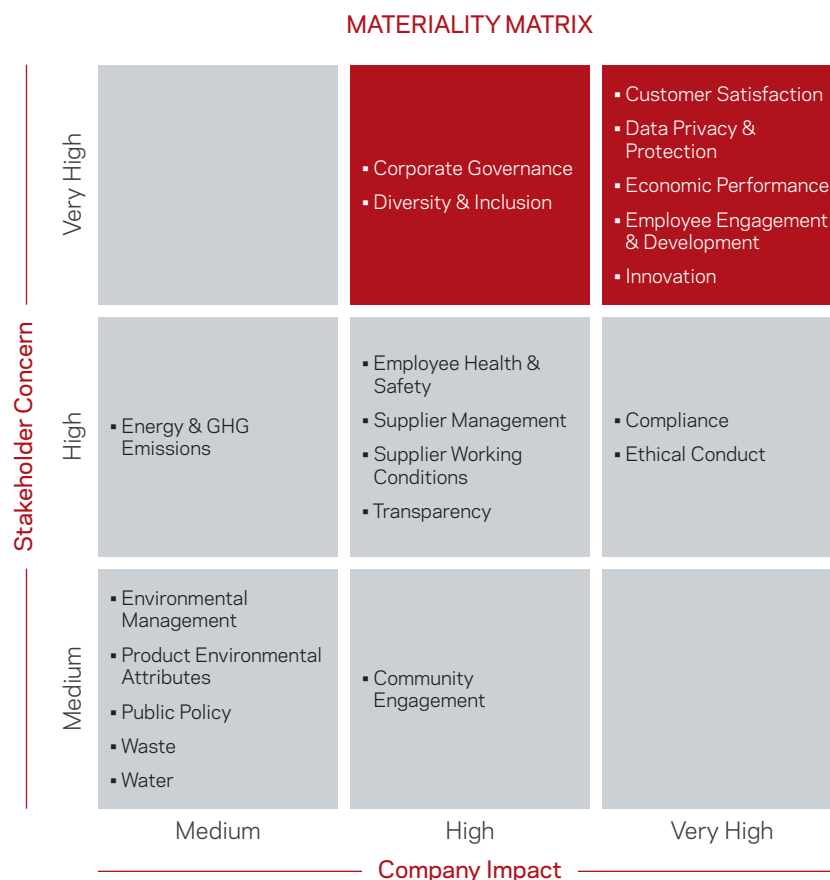 MATERIALITY MATRIX
Stakeholder Concern
Very High
▪ Corporate Governance
▪ Diversity & Inclusion
▪ Customer Satisfaction
▪ Data Privacy &
Protection
▪ Economic Performance
▪ Employee Engagement
& Development
▪ Innovation
High
▪ Energy & GHG
Emissions
▪ Employee Health &
Safety
▪ Supplier Management
▪ Supplier Working
Conditions
▪ Transparency
▪ Compliance
▪ Ethical Conduct
Medium
▪ Environmental
Management
▪ Product Environmental
Attributes
▪ Public Policy
▪ Waste
▪ Water
▪ Community
Engagement
Medium
High
Very High
Company Impact